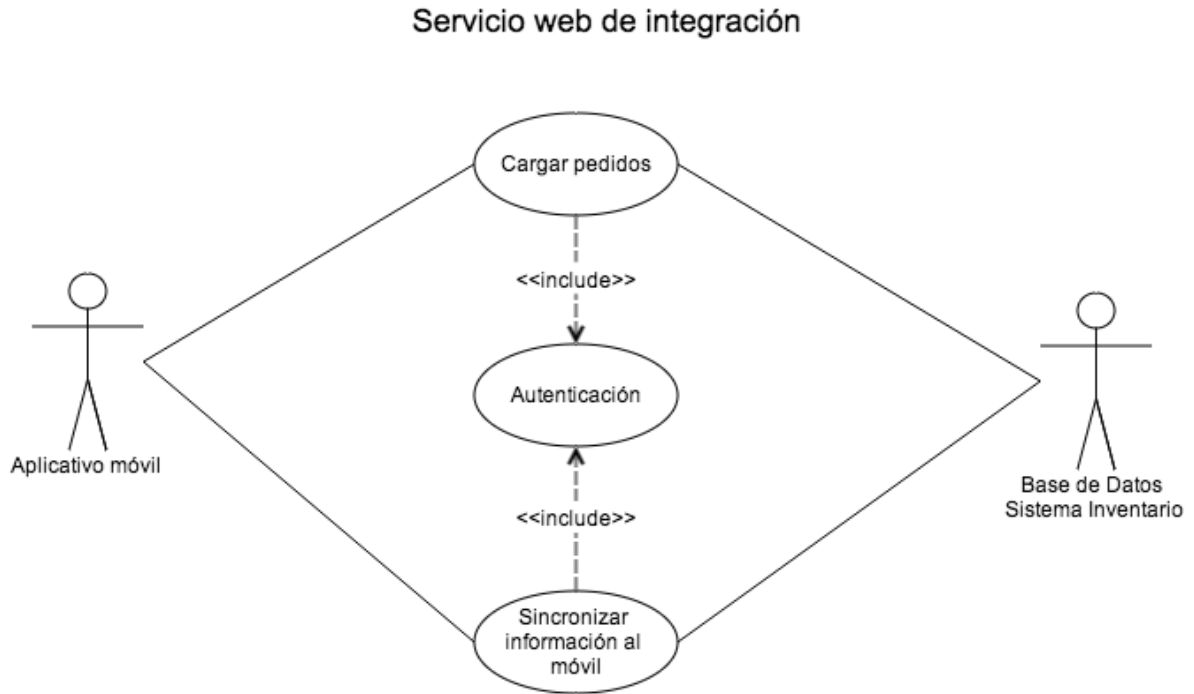 Servicio web de integración
Cargar pedidos
<<include>>
Autenticación
Aplicativo móvil
Base de Datos
Sistema Inventario
<<include>>
Sincronizar
información al
móvil